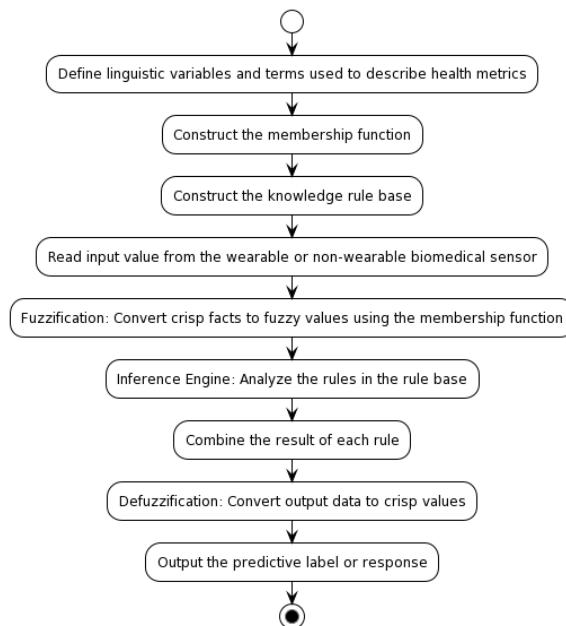 Define linguistic variables and terms used to describe health metrics
Construct the membership function
Construct the knowledge rule base
Read input value from the wearable or non-wearable biomedical sensor
Fuzzification: Convert crisp facts to fuzzy values using the membership function
Inference Engine: Analyze the rules in the rule base
Combine the result of each rule
Defuzzification: Convert output data to crisp values
Output the predictive label or response